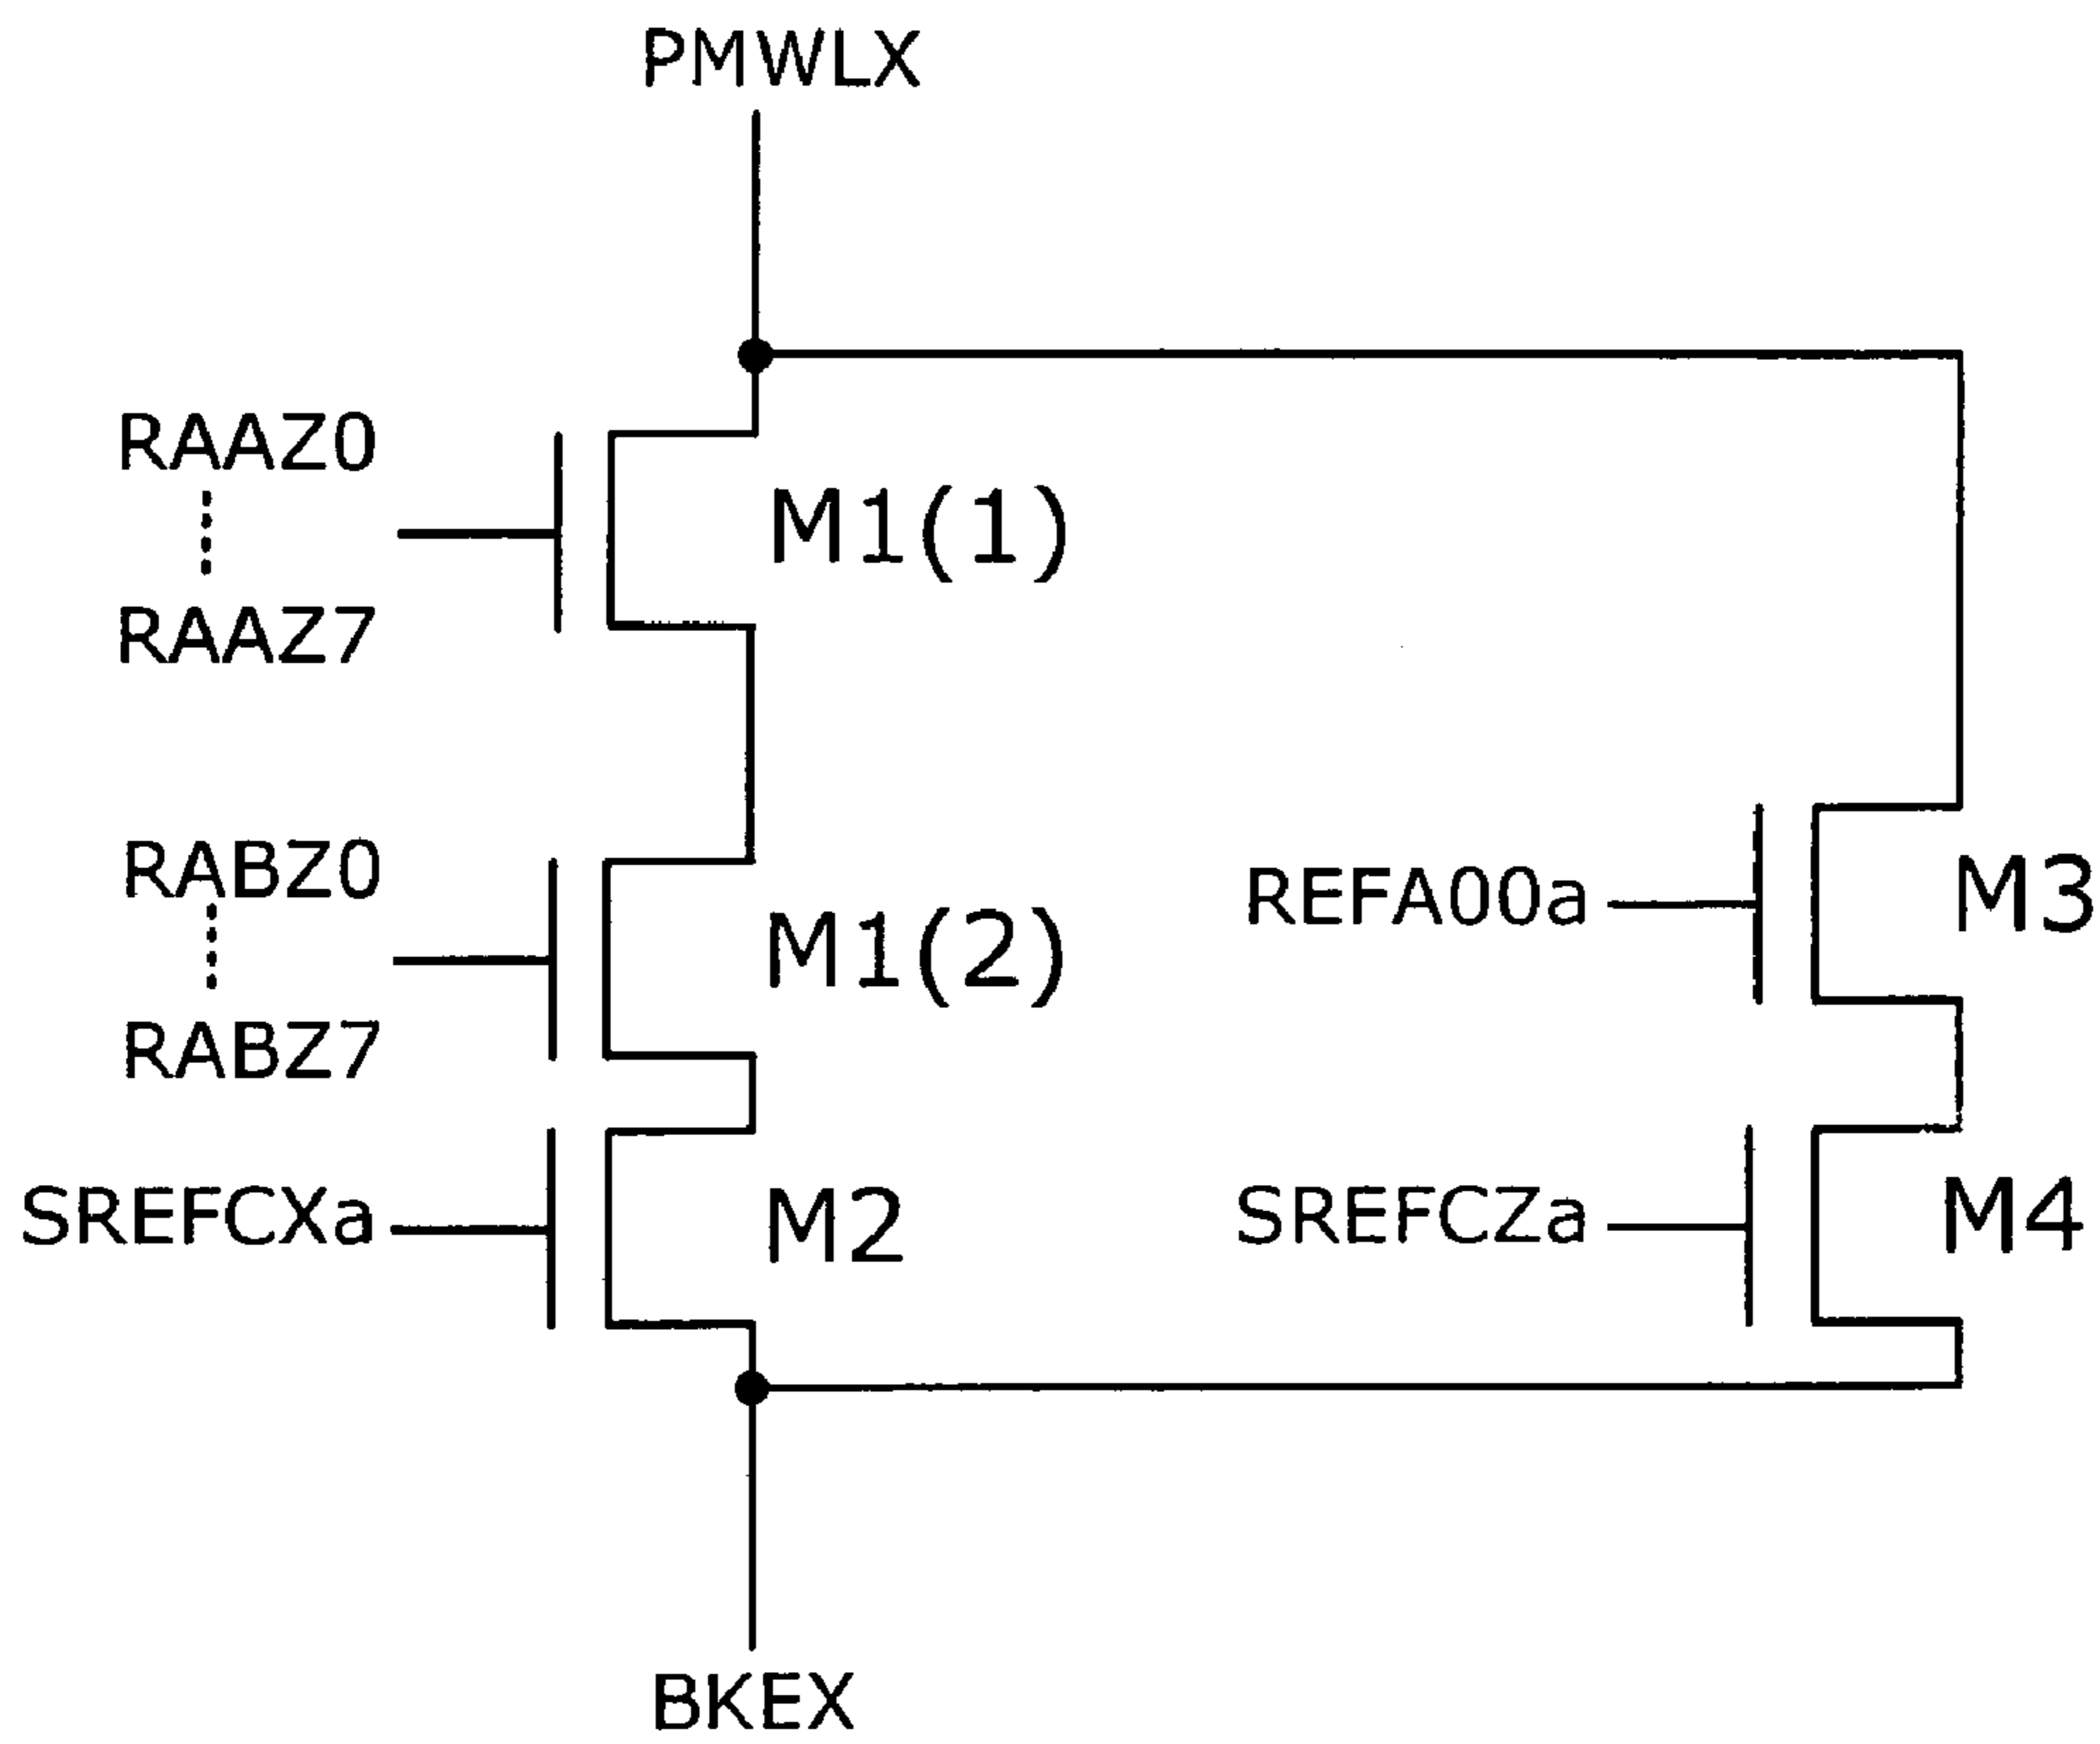 PMWLX
RAAZ0
M1(1)
RAAZ7
RABZ0
M1(2)
RABZ7
REFA00a
M3
SREFCXa
M2
SREFCZa
M4
BKEX